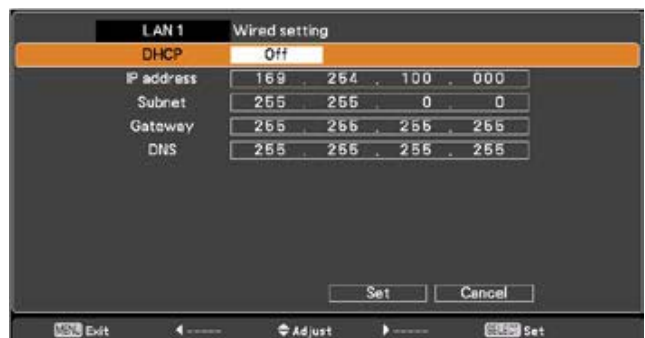 LAN 1 Wired setting
DHCP Off
IP address 169 . 254 . 100 . 000
Subnet 255 . 255 . 0 . 0
Gateway 255 . 255 . 255 . 255
DNS 255 . 255 . 255 . 255
Set Cancel
MENU Exit ◀ ----- Adjust ▶ ----- SELECT Set